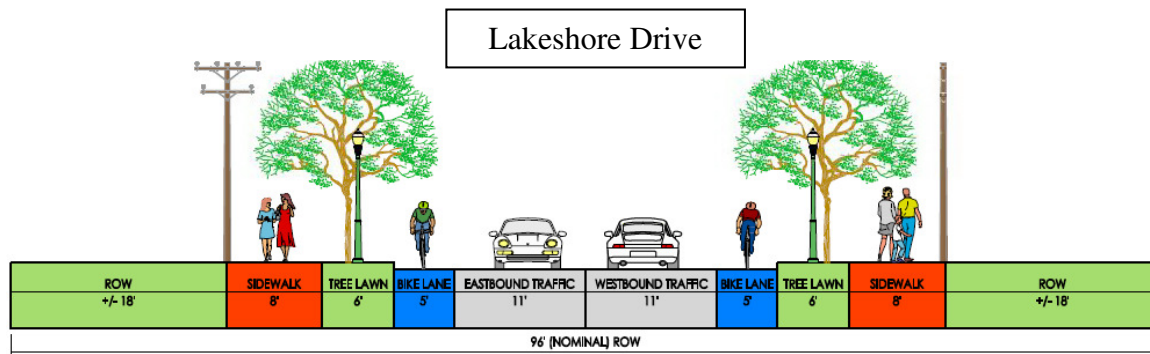 Lakeshore Drive
ROW SIDEWALK TREE LAWN BIKE LANE EASTBOUND TRAFFIC WESTBOUND TRAFFIC BIKE LANE TREE LAWN SIDEWALK ROW
+/- 18' 8' 6' 5' 11' 11' 5' 6' 8' +/- 18'
96' (NOMINAL) ROW